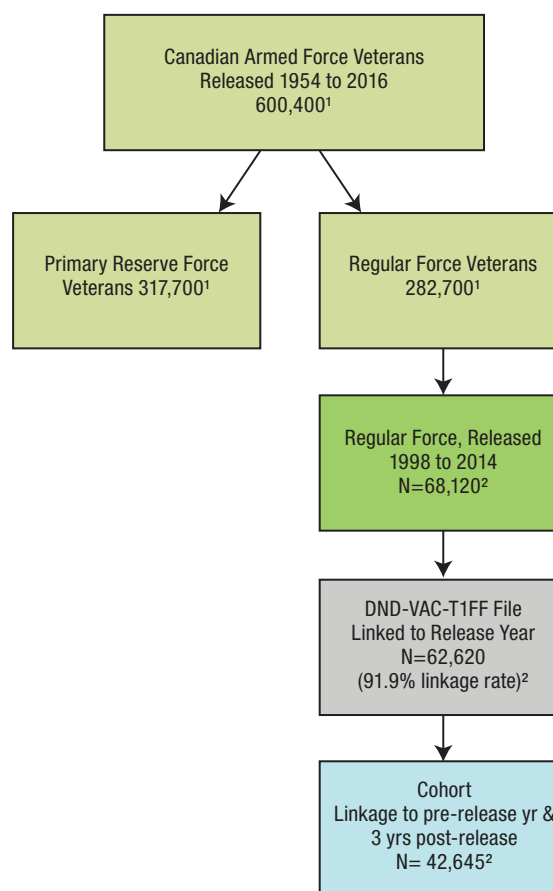 Canadian Armed Force Veterans
Released 1954 to 2016
600,400¹
Primary Reserve Force
Veterans 317,700¹
Regular Force Veterans
282,700¹
Regular Force, Released
1998 to 2014
N=68,120²
DND-VAC-T1FF File
Linked to Release Year
N=62,620
(91.9% linkage rate)²
Cohort
Linkage to pre-release yr &
3 yrs post-release
N= 42,645²